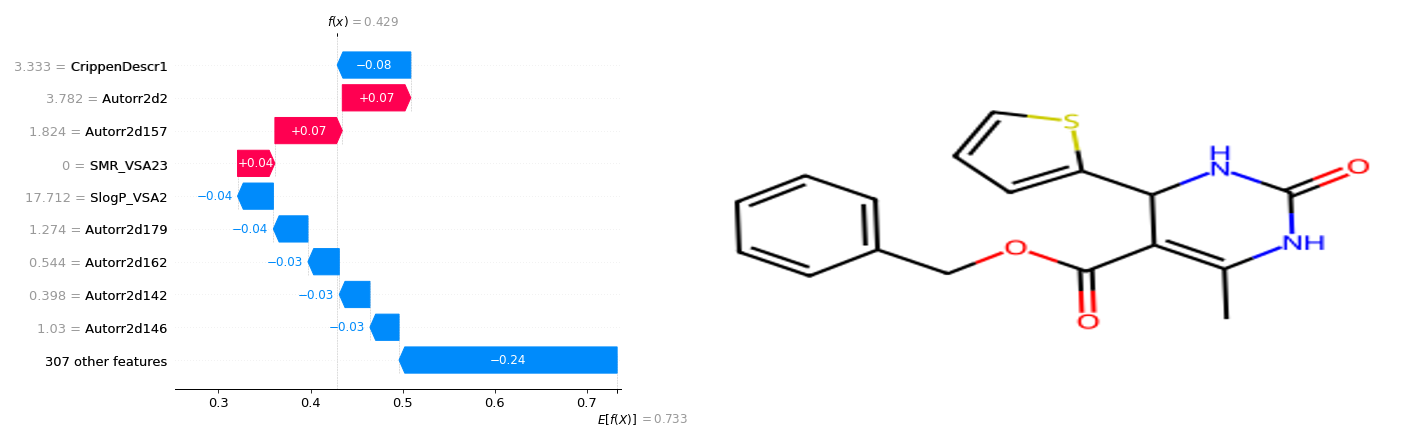 f(x) = 0.429
3.333 = CrippenDescr1
−0.08
3.782 = Autorr2d2
+0.07
1.824 = Autorr2d157
+0.07
0 = SMR_VSA23
+0.04
17.712 = SlogP_VSA2
−0.04
1.274 = Autorr2d179
−0.04
0.544 = Autorr2d162
−0.03
0.398 = Autorr2d142
−0.03
1.03 = Autorr2d146
−0.03
307 other features
−0.24
0.3 0.4 0.5 0.6 0.7
E[f(X)] = 0.733
S
H
N
O
NH
O
O